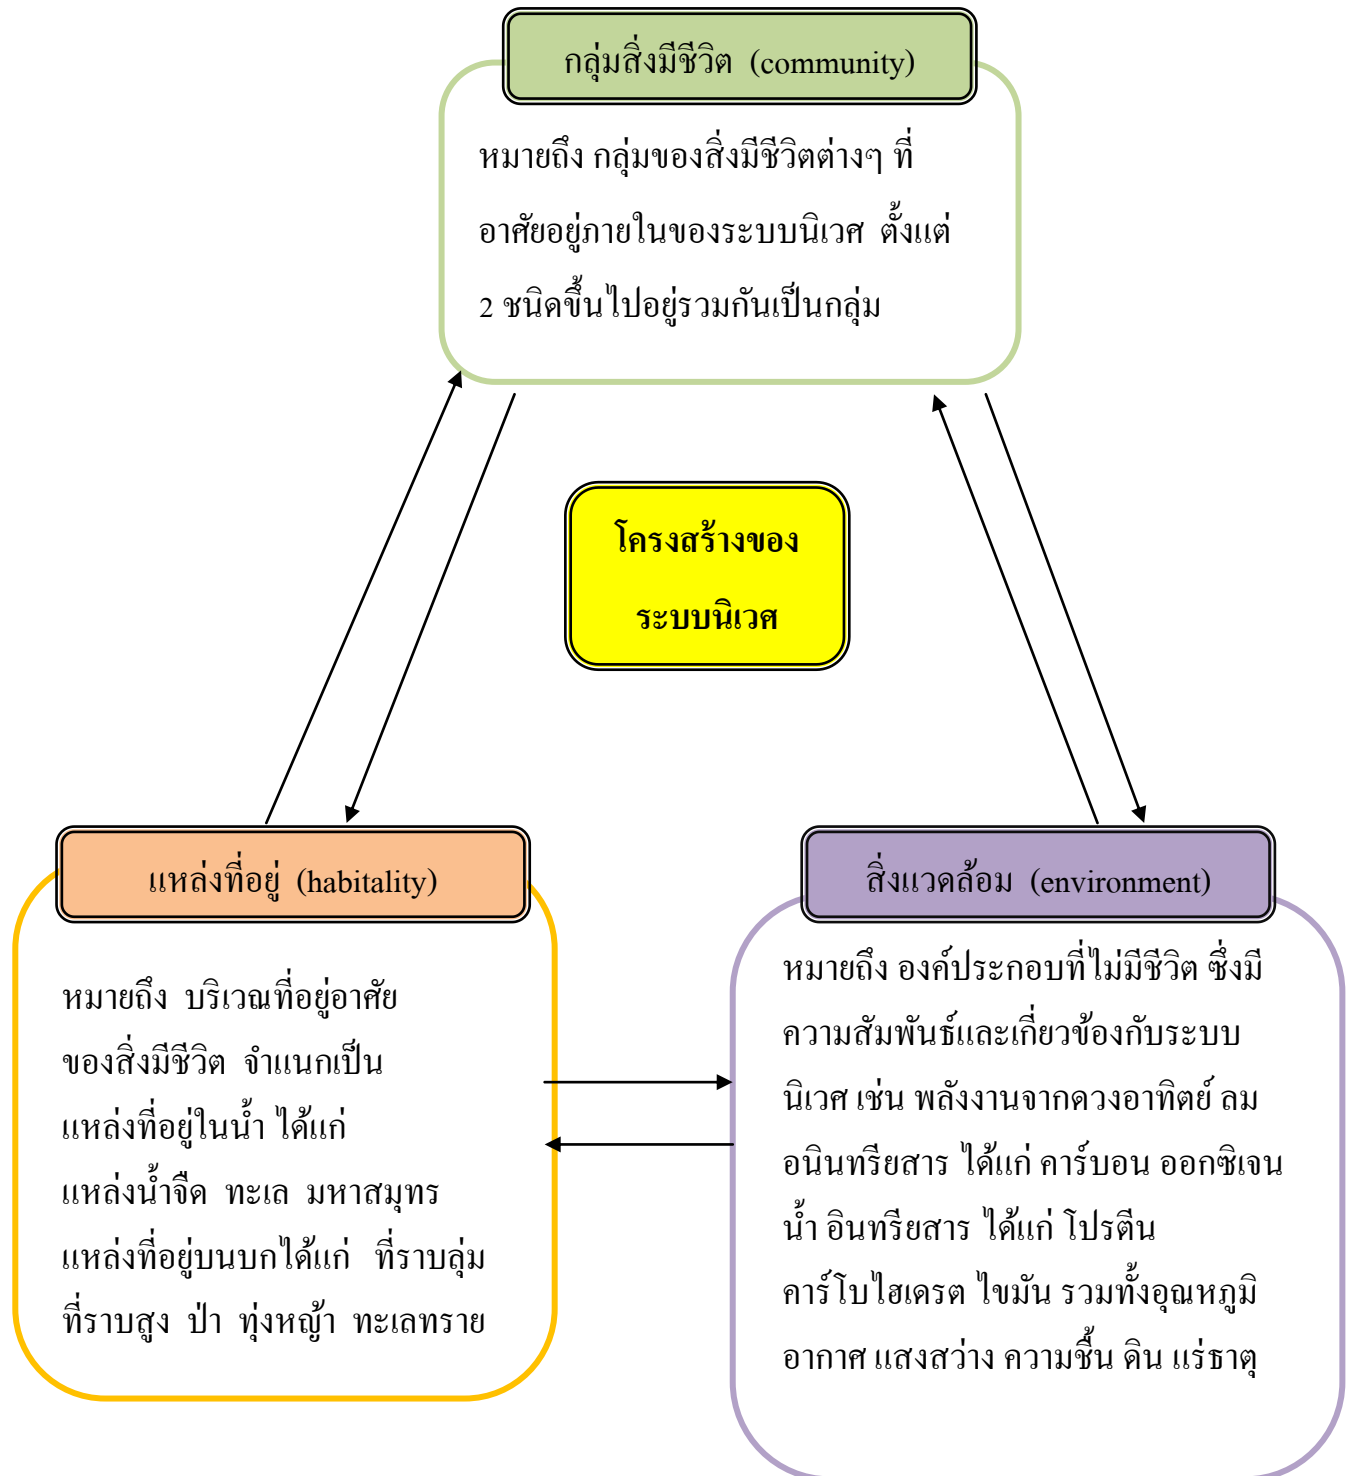 กลุ่มสิ่งมีชีวิต (community)
หมายถึง กลุ่มของสิ่งมีชีวิตต่างๆ ที่
อาศัยอยู่ภายในของระบบนิเวศ ตั้งแต่
2 ชนิดขึ้นไปอยู่รวมกันเป็นกลุ่ม
โครงสร้างของ
ระบบนิเวศ
แหล่งที่อยู่ (habitality)
หมายถึง บริเวณที่อยู่อาศัย
ของสิ่งมีชีวิต จำแนกเป็น
แหล่งที่อยู่ในน้ำ ได้แก่
แหล่งน้ำจืด ทะเล มหาสมุทร
แหล่งที่อยู่บนบกได้แก่ ที่ราบลุ่ม
ที่ราบสูง ป่า ทุ่งหญ้า ทะเลทราย
สิ่งแวดล้อม (environment)
หมายถึง องค์ประกอบที่ไม่มีชีวิต ซึ่งมี
ความสัมพันธ์และเกี่ยวข้องกับระบบ
นิเวศ เช่น พลังงานจากดวงอาทิตย์ ลม
อนินทรียสาร ได้แก่ คาร์บอน ออกซิเจน
น้ำ อินทรียสาร ได้แก่ โปรตีน
คาร์โบไฮเดรต ไขมัน รวมทั้งอุณหภูมิ
อากาศ แสงสว่าง ความชื้น ดิน แร่ธาตุ